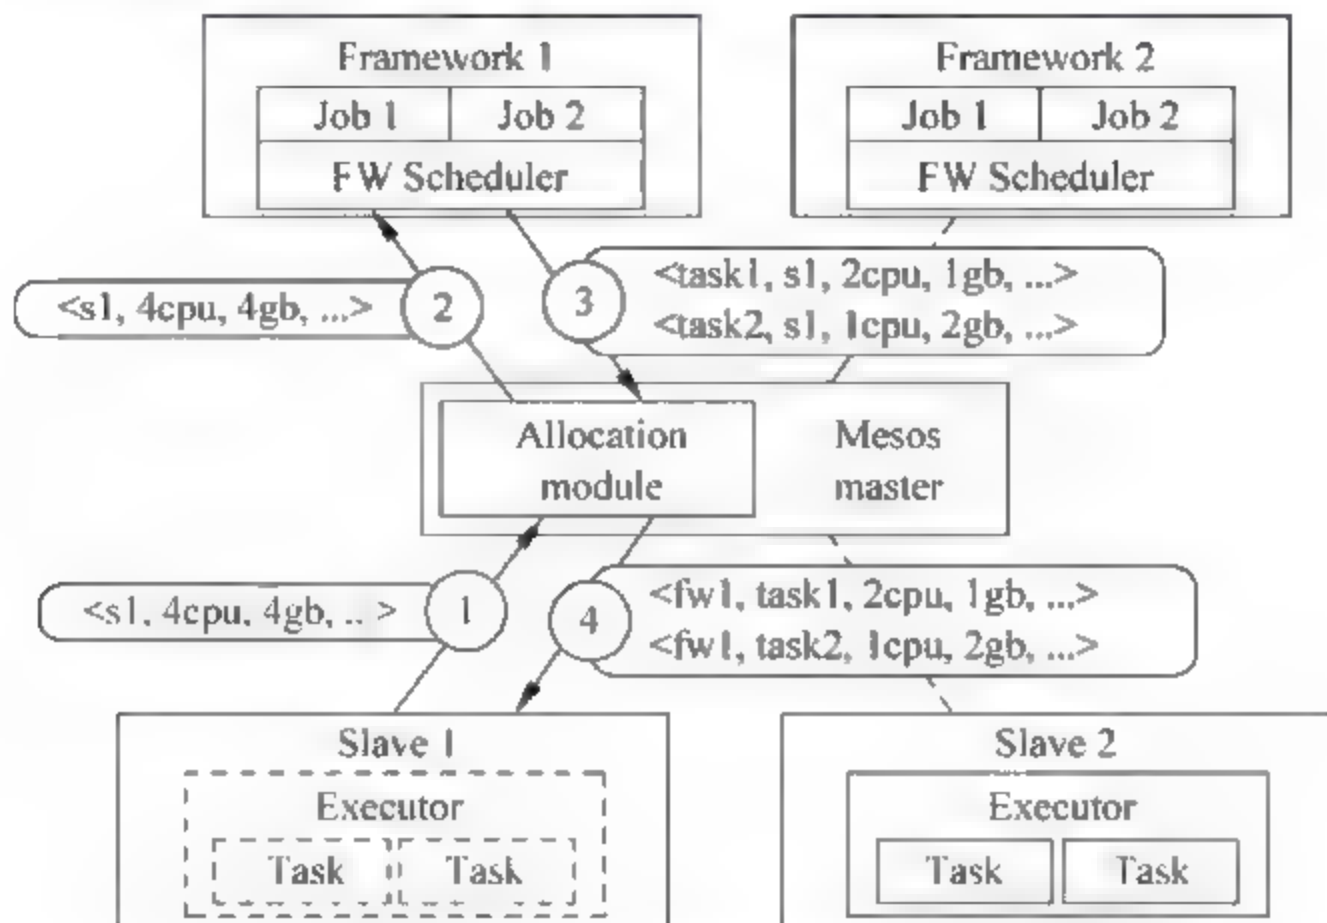 Framework 1
Job 1 Job 2
FW Scheduler
Framework 2
Job 1 Job 2
FW Scheduler
<s1, 4cpu, 4gb, ...>
2
3
<task1, s1, 2cpu, 1gb, ...>
<task2, s1, 1cpu, 2gb, ...>
Allocation
module
Mesos
master
<s1, 4cpu, 4gb, ...>
1
4
<fw1, task1, 2cpu, 1gb, ...>
<fw1, task2, 1cpu, 2gb, ...>
Slave 1
Executor
Task Task
Slave 2
Executor
Task Task